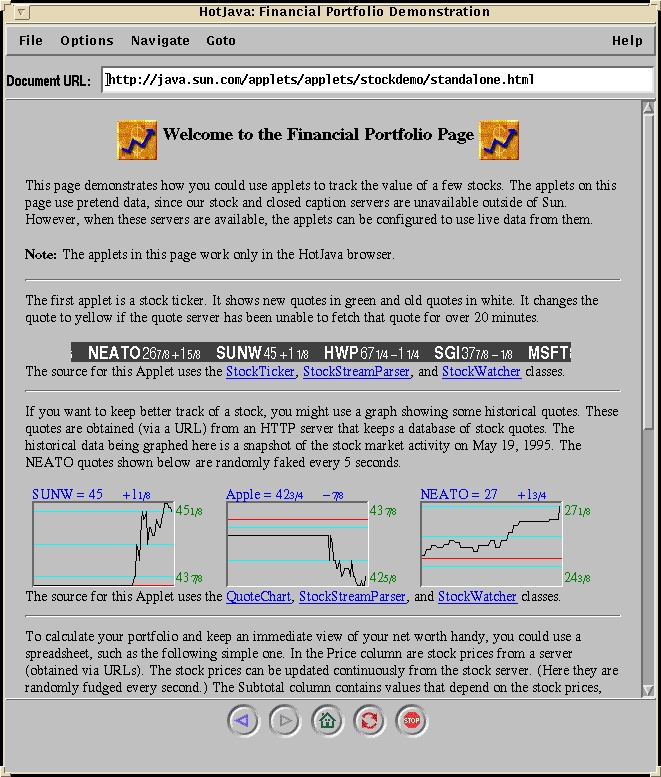 HotJava: Financial Portfolio Demonstration
File Options Navigate Goto Help
Document URL: http://java.sun.com/applets/applets/stockdemo/standalone.html
Welcome to the Financial Portfolio Page
This page demonstrates how you could use applets to track the value of a few stocks. The applets on this
page use pretend data, since our stock and closed caption servers are unavailable outside of Sun.
However, when these servers are available, the applets can be configured to use live data from them.
Note: The applets in this page work only in the HotJava browser.
The first applet is a stock ticker. It shows new quotes in green and old quotes in white. It changes the
quote to yellow if the quote server has been unable to fetch that quote for over 20 minutes.
NEATO 26 7/8 +1 5/8 SUNW 45 +1 1/8 HWP 67 1/4 -1 1/4 SGI 37 7/8 -1/8 MSFT
The source for this Applet uses the StockTicker, StockStreamParser, and StockWatcher classes.
If you want to keep better track of a stock, you might use a graph showing some historical quotes. These
quotes are obtained (via a URL) from an HTTP server that keeps a database of stock quotes. The
historical data being graphed here is a snapshot of the stock market activity on May 19, 1995. The
NEATO quotes shown below are randomly faked every 5 seconds.
SUNW = 45 +1 1/8 Apple = 42 3/4 -7/8 NEATO = 27 +1 3/4
45 1/8 43 7/8 27 1/8
43 7/8 42 5/8 24 3/8
The source for this Applet uses the QuoteChart, StockStreamParser, and StockWatcher classes.
To calculate your portfolio and keep an immediate view of your net worth handy, you could use a
spreadsheet, such as the following simple one. In the Price column are stock prices from a server
(obtained via URLs). The stock prices can be updated continuously from the stock server. (Here they are
randomly fudged every second.) The Subtotal column contains values that depend on the stock prices,
STOP